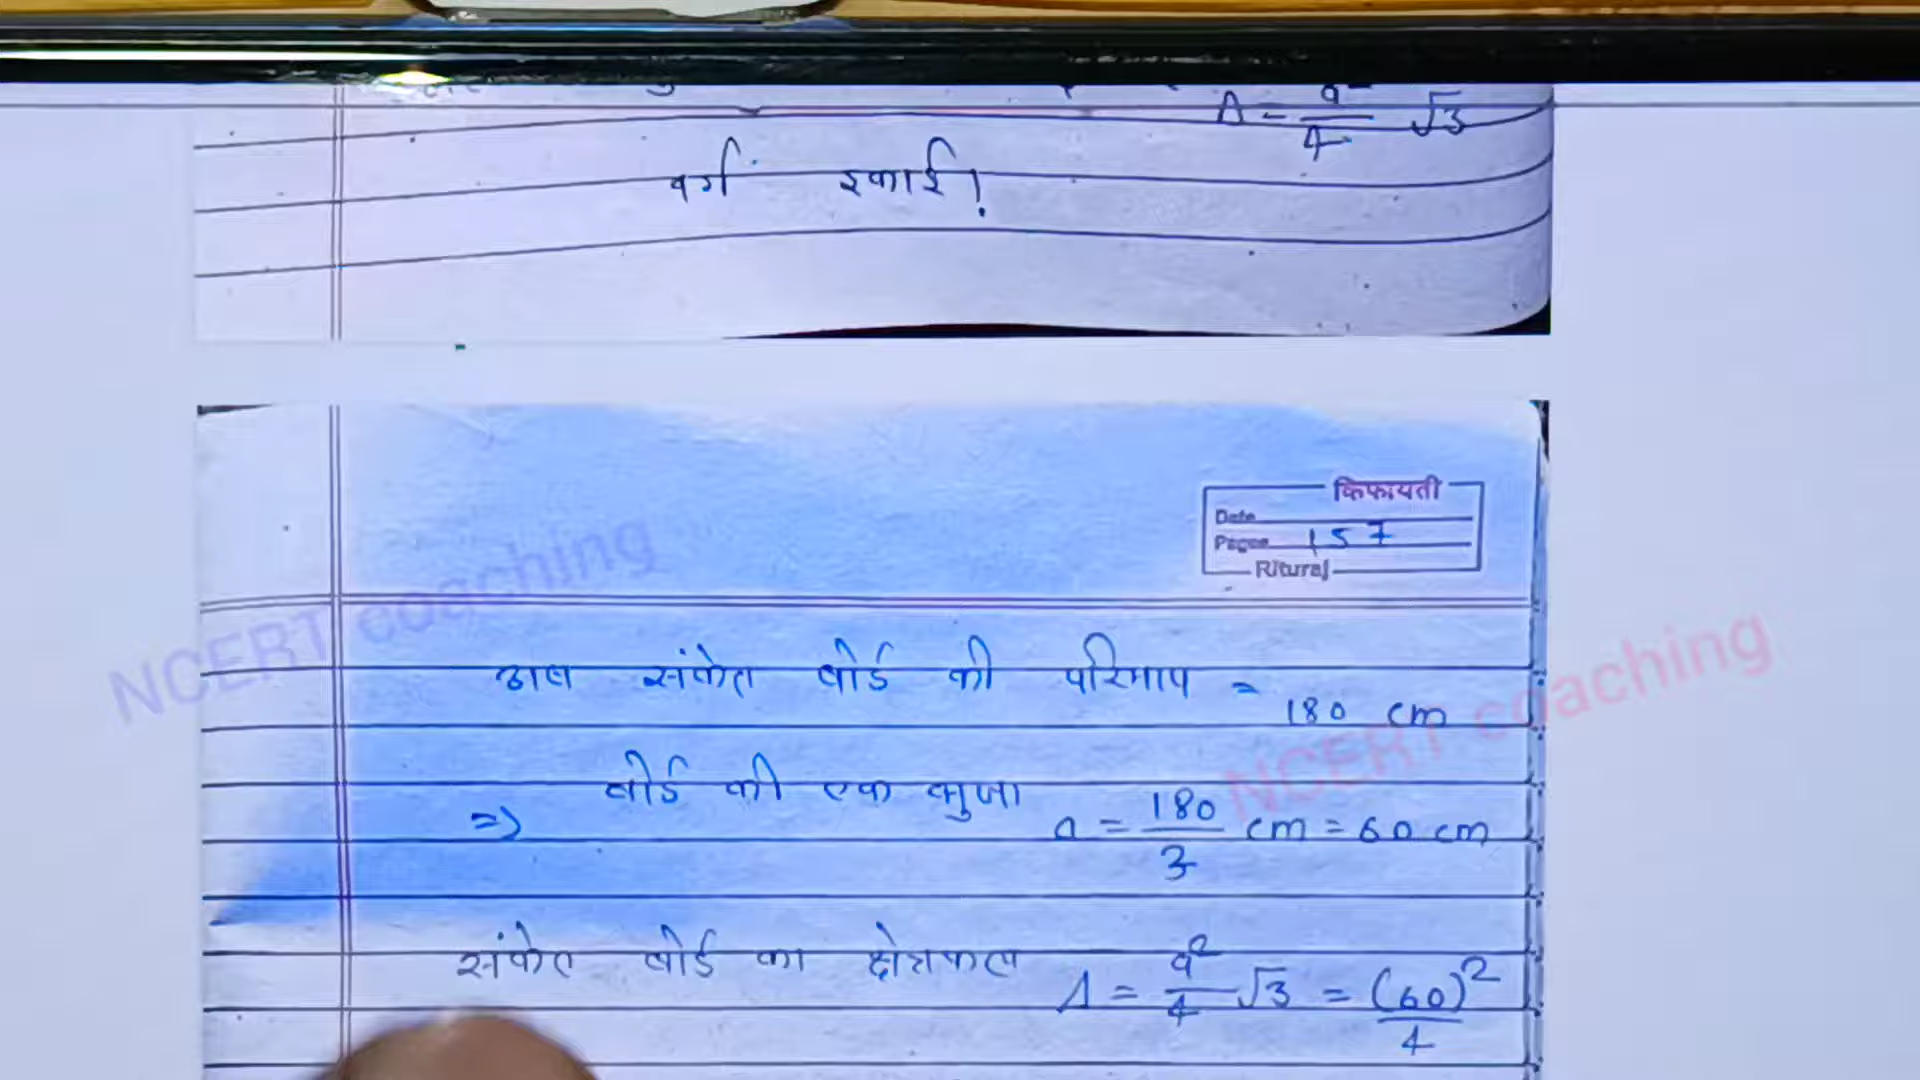 Δ = a²/4 √3
वर्ग इकाई।
किफायती
Date
Pages 157
Rituraj
NCERT coaching
अब संकेत बोर्ड की परिमाप = 180 cm
NCERT coaching
⇒ बोर्ड की एक भुजा a = 180/3 cm = 60 cm
संकेत बोर्ड का क्षेत्रफल Δ = a²/4 √3 = (60)²/4